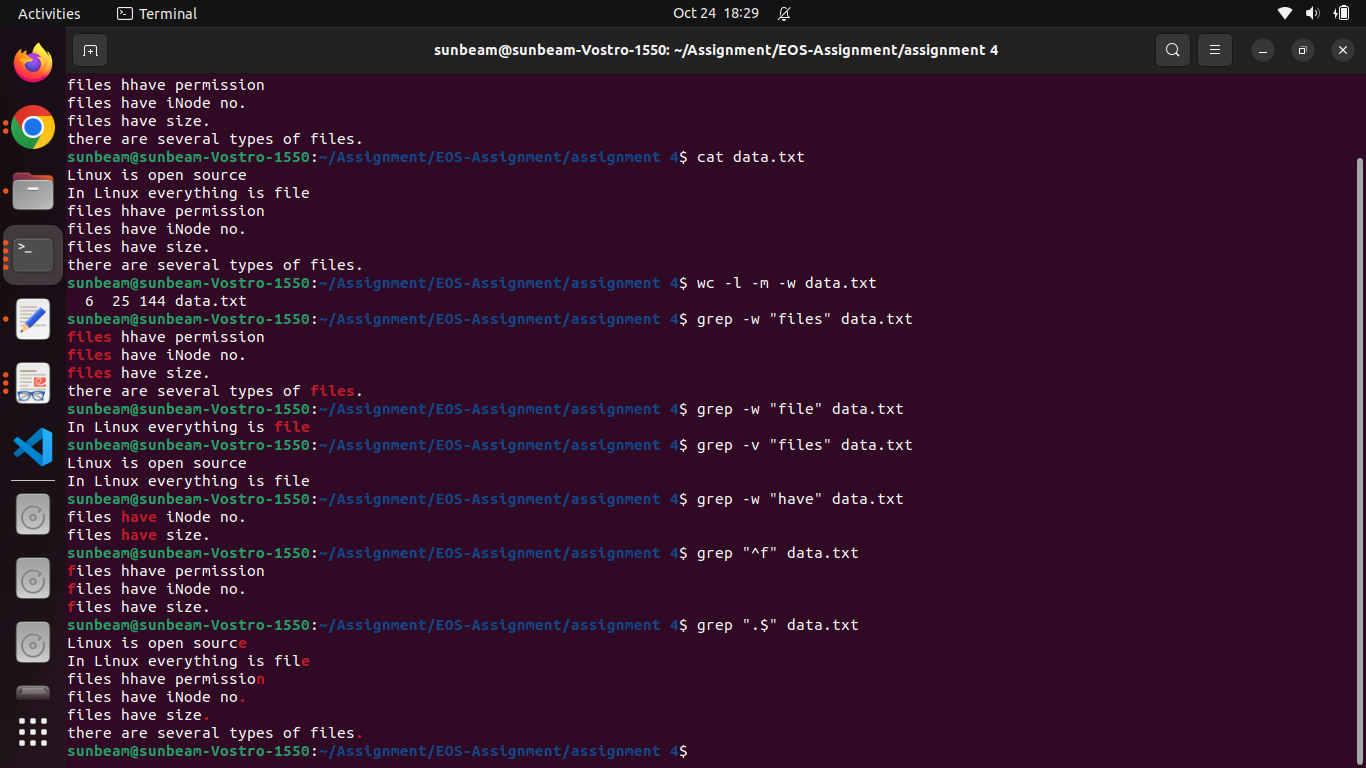 Activities Terminal Oct 24 18:29
sunbeam@sunbeam-Vostro-1550: ~/Assignment/EOS-Assignment/assignment 4
files hhave permission
files have iNode no.
files have size.
there are several types of files.
sunbeam@sunbeam-Vostro-1550:~/Assignment/EOS-Assignment/assignment 4$ cat data.txt
Linux is open source
In Linux everything is file
files hhave permission
files have iNode no.
files have size.
there are several types of files.
sunbeam@sunbeam-Vostro-1550:~/Assignment/EOS-Assignment/assignment 4$ wc -l -m -w data.txt
  6  25 144 data.txt
sunbeam@sunbeam-Vostro-1550:~/Assignment/EOS-Assignment/assignment 4$ grep -w "files" data.txt
files hhave permission
files have iNode no.
files have size.
there are several types of files.
sunbeam@sunbeam-Vostro-1550:~/Assignment/EOS-Assignment/assignment 4$ grep -w "file" data.txt
In Linux everything is file
sunbeam@sunbeam-Vostro-1550:~/Assignment/EOS-Assignment/assignment 4$ grep -v "files" data.txt
Linux is open source
In Linux everything is file
sunbeam@sunbeam-Vostro-1550:~/Assignment/EOS-Assignment/assignment 4$ grep -w "have" data.txt
files have iNode no.
files have size.
sunbeam@sunbeam-Vostro-1550:~/Assignment/EOS-Assignment/assignment 4$ grep "^f" data.txt
files hhave permission
files have iNode no.
files have size.
sunbeam@sunbeam-Vostro-1550:~/Assignment/EOS-Assignment/assignment 4$ grep ".$" data.txt
Linux is open source
In Linux everything is file
files hhave permission
files have iNode no.
files have size.
there are several types of files.
sunbeam@sunbeam-Vostro-1550:~/Assignment/EOS-Assignment/assignment 4$